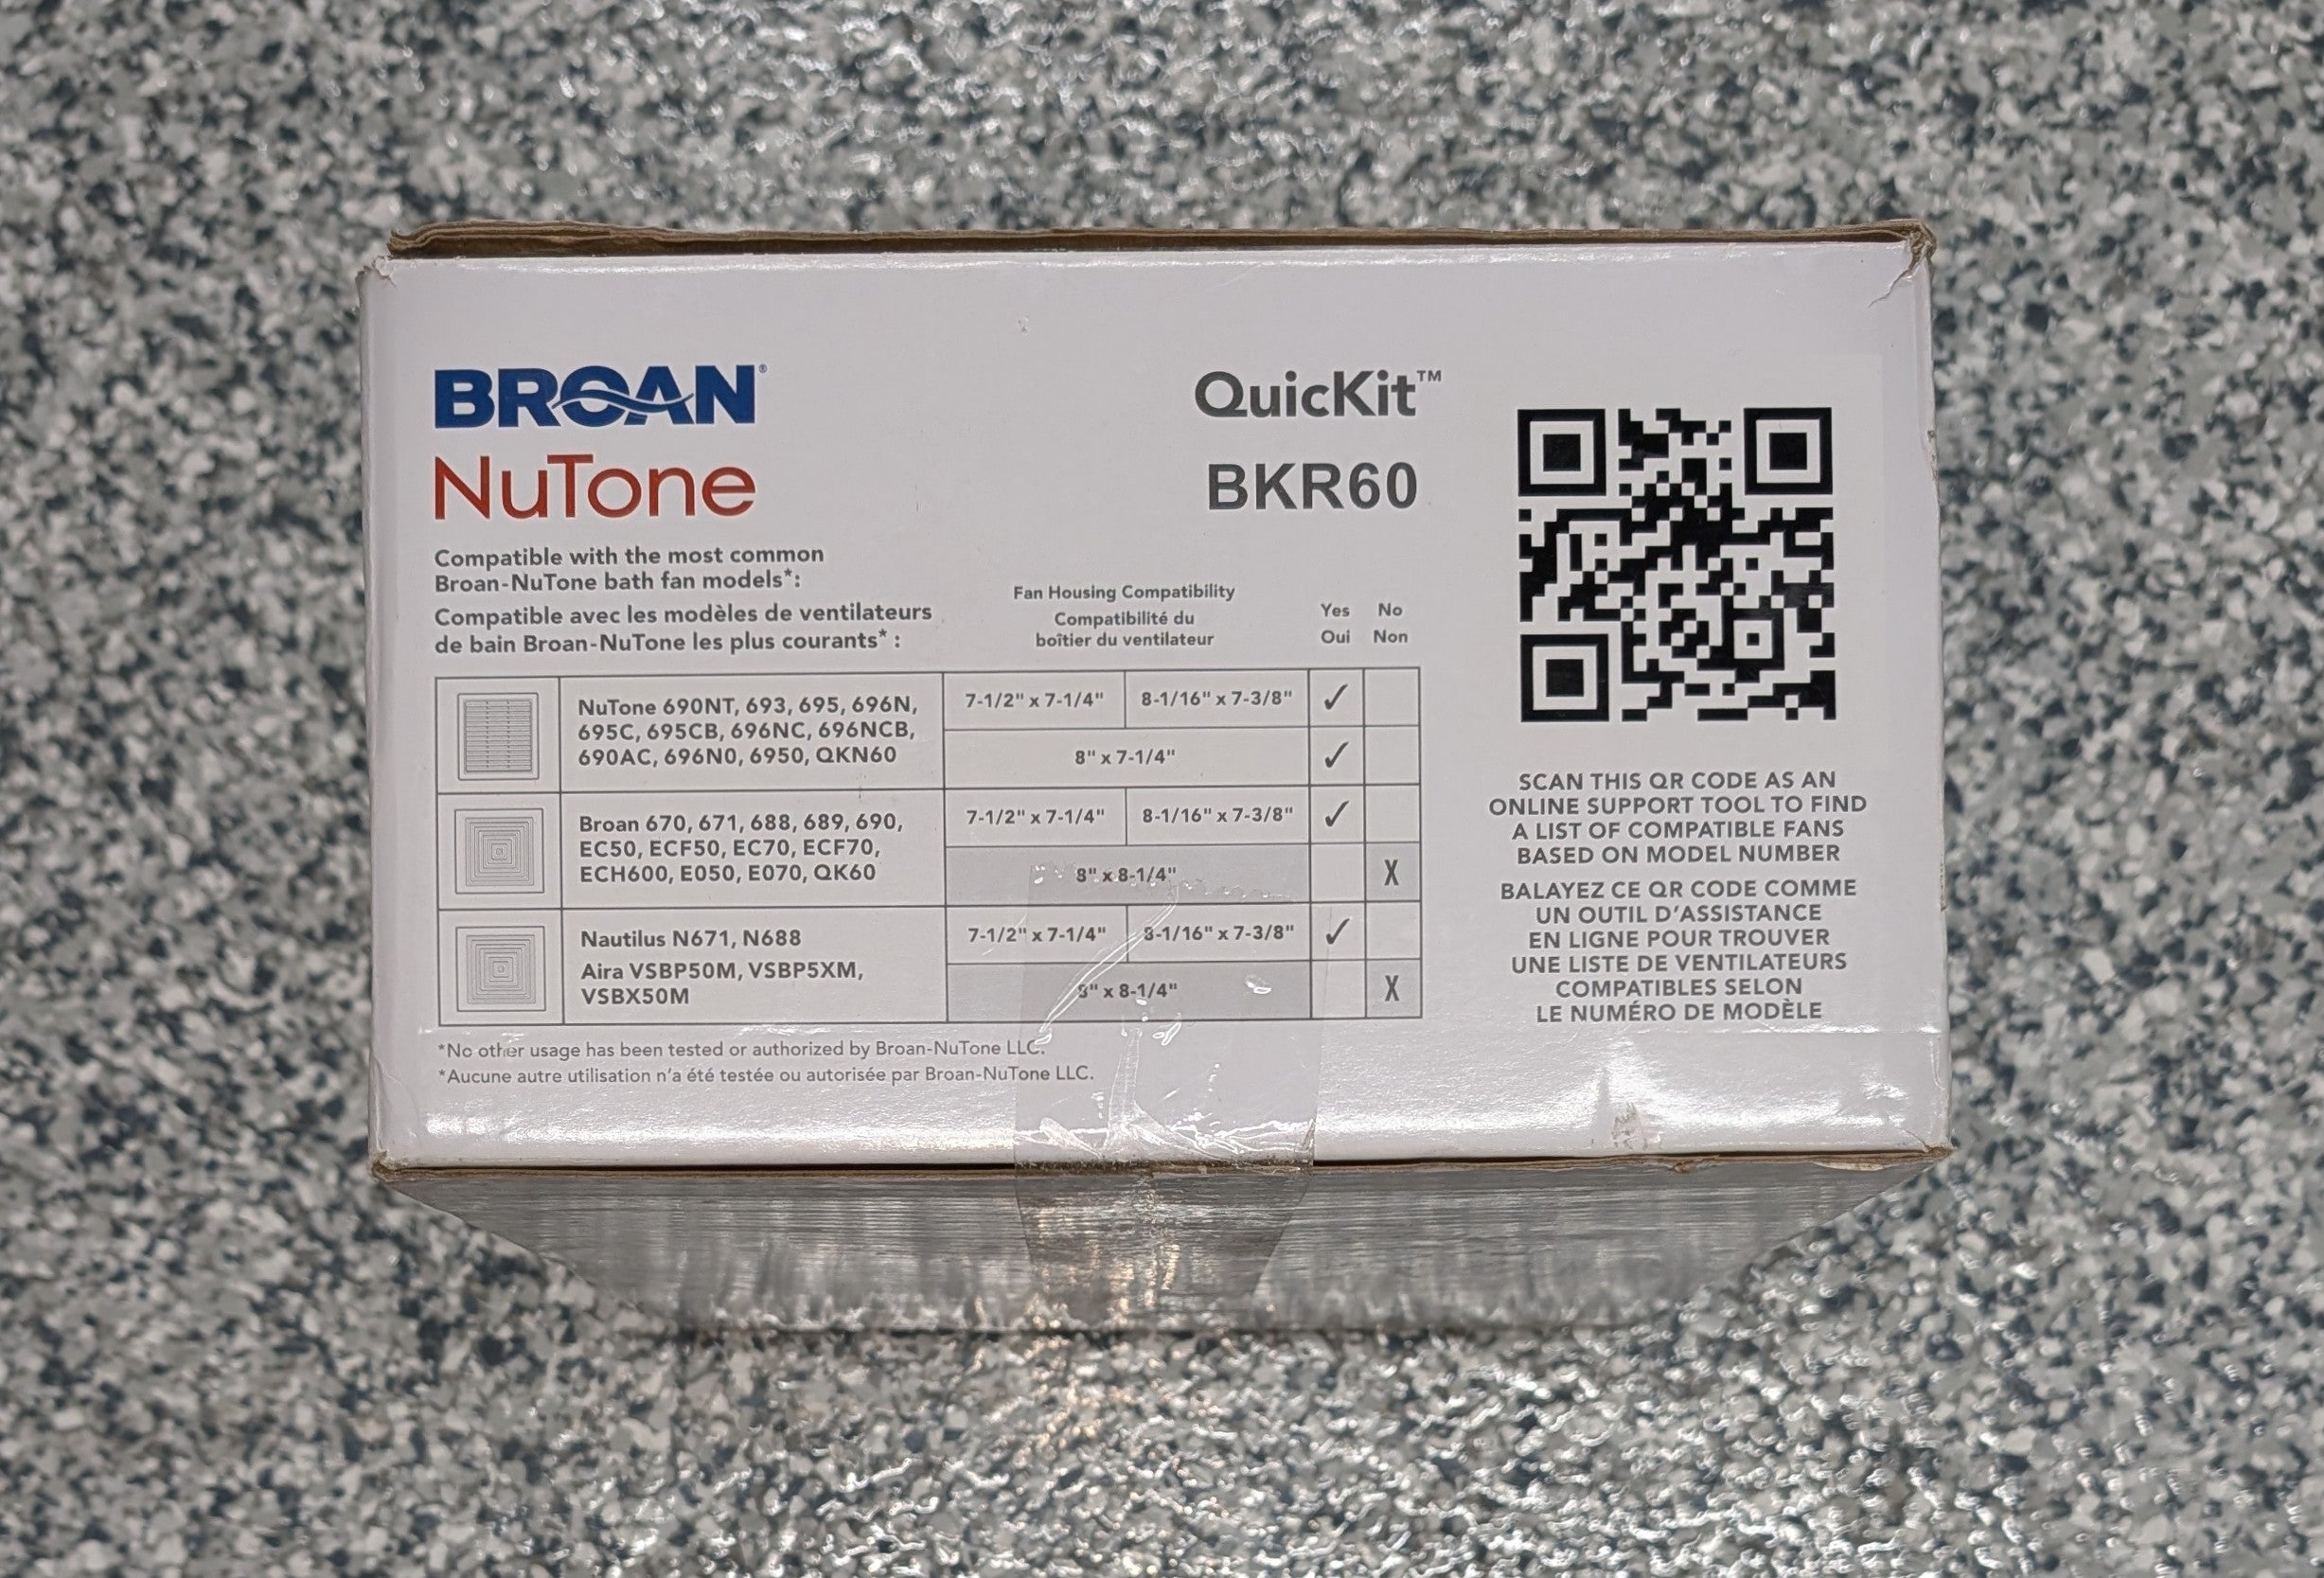 BROAN®
NuTone
QuicKit™
BKR60
Compatible with the most common
Broan-NuTone bath fan models*:
Compatible avec les modèles de ventilateurs
de bain Broan-NuTone les plus courants* :
Fan Housing Compatibility
Compatibilité du
boîtier du ventilateur
Yes No
Oui Non
NuTone 690NT, 693, 695, 696N,
695C, 695CB, 696NC, 696NCB,
690AC, 696N0, 6950, QKN60
7-1/2" x 7-1/4" 8-1/16" x 7-3/8" ✓
8" x 7-1/4" ✓
Broan 670, 671, 688, 689, 690,
EC50, ECF50, EC70, ECF70,
ECH600, E050, E070, QK60
7-1/2" x 7-1/4" 8-1/16" x 7-3/8" ✓
8" x 8-1/4" X
Nautilus N671, N688
Aira VSBP50M, VSBP5XM,
VSBX50M
7-1/2" x 7-1/4" 8-1/16" x 7-3/8" ✓
8" x 8-1/4" X
*No other usage has been tested or authorized by Broan-NuTone LLC.
*Aucune autre utilisation n'a été testée ou autorisée par Broan-NuTone LLC.
SCAN THIS QR CODE AS AN
ONLINE SUPPORT TOOL TO FIND
A LIST OF COMPATIBLE FANS
BASED ON MODEL NUMBER
BALAYEZ CE QR CODE COMME
UN OUTIL D'ASSISTANCE
EN LIGNE POUR TROUVER
UNE LISTE DE VENTILATEURS
COMPATIBLES SELON
LE NUMÉRO DE MODÈLE